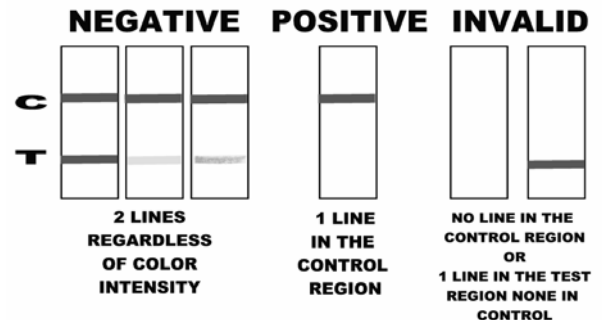 NEGATIVE POSITIVE INVALID
C
T
2 LINES
REGARDLESS
OF COLOR
INTENSITY
1 LINE
IN THE
CONTROL
REGION
NO LINE IN THE
CONTROL REGION
OR
1 LINE IN THE TEST
REGION NONE IN
CONTROL